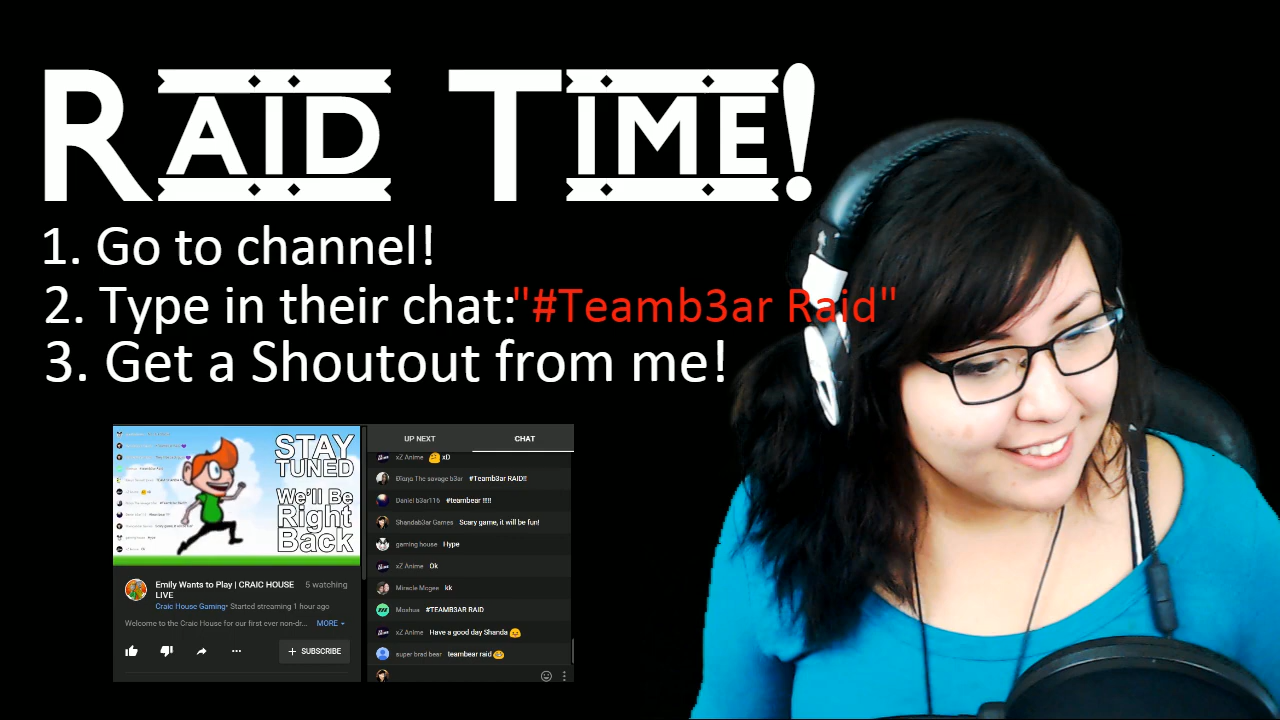 RAID TIME!
1. Go to channel!
2. Type in their chat:"#Teamb3ar Raid"
3. Get a Shoutout from me!
STAY
TUNED
We'll Be
Right
Back
Emily Wants to Play | CRAIC HOUSE
LIVE
5 watching
Craic House Gaming• Started streaming 1 hour ago
Welcome to the Craic House for our first ever non-dr...
MORE
SUBSCRIBE
UP NEXT
CHAT
xZ Anime xD
The savage b3ar #Teamb3ar RAID!!
Daniel b3ar116 #teambear !!!!
Shandab3ar Games Scary game, it will be fun!
gaming house Hype
xZ Anime Ok
Miracle Mcgee kk
Moxhua #TEAMB3AR RAID
xZ Anime Have a good day Shanda
super brad bear teambear raid